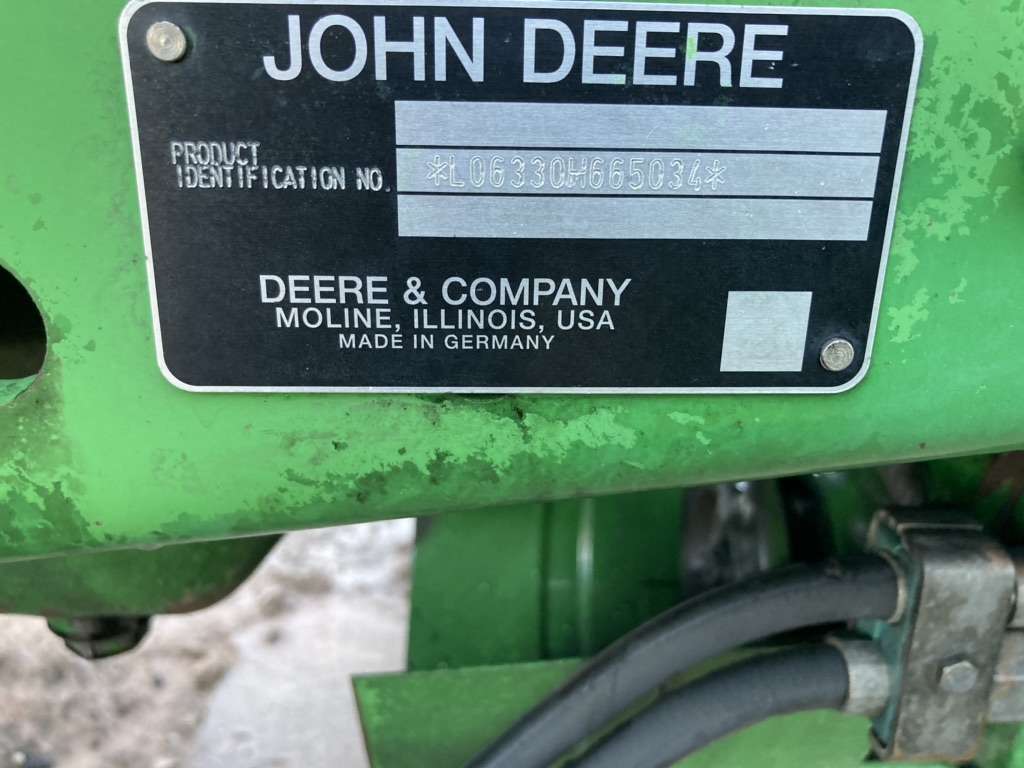 JOHN DEERE
PRODUCT
IDENTIFICATION NO.
*L06330H665034*
DEERE & COMPANY
MOLINE, ILLINOIS, USA
MADE IN GERMANY